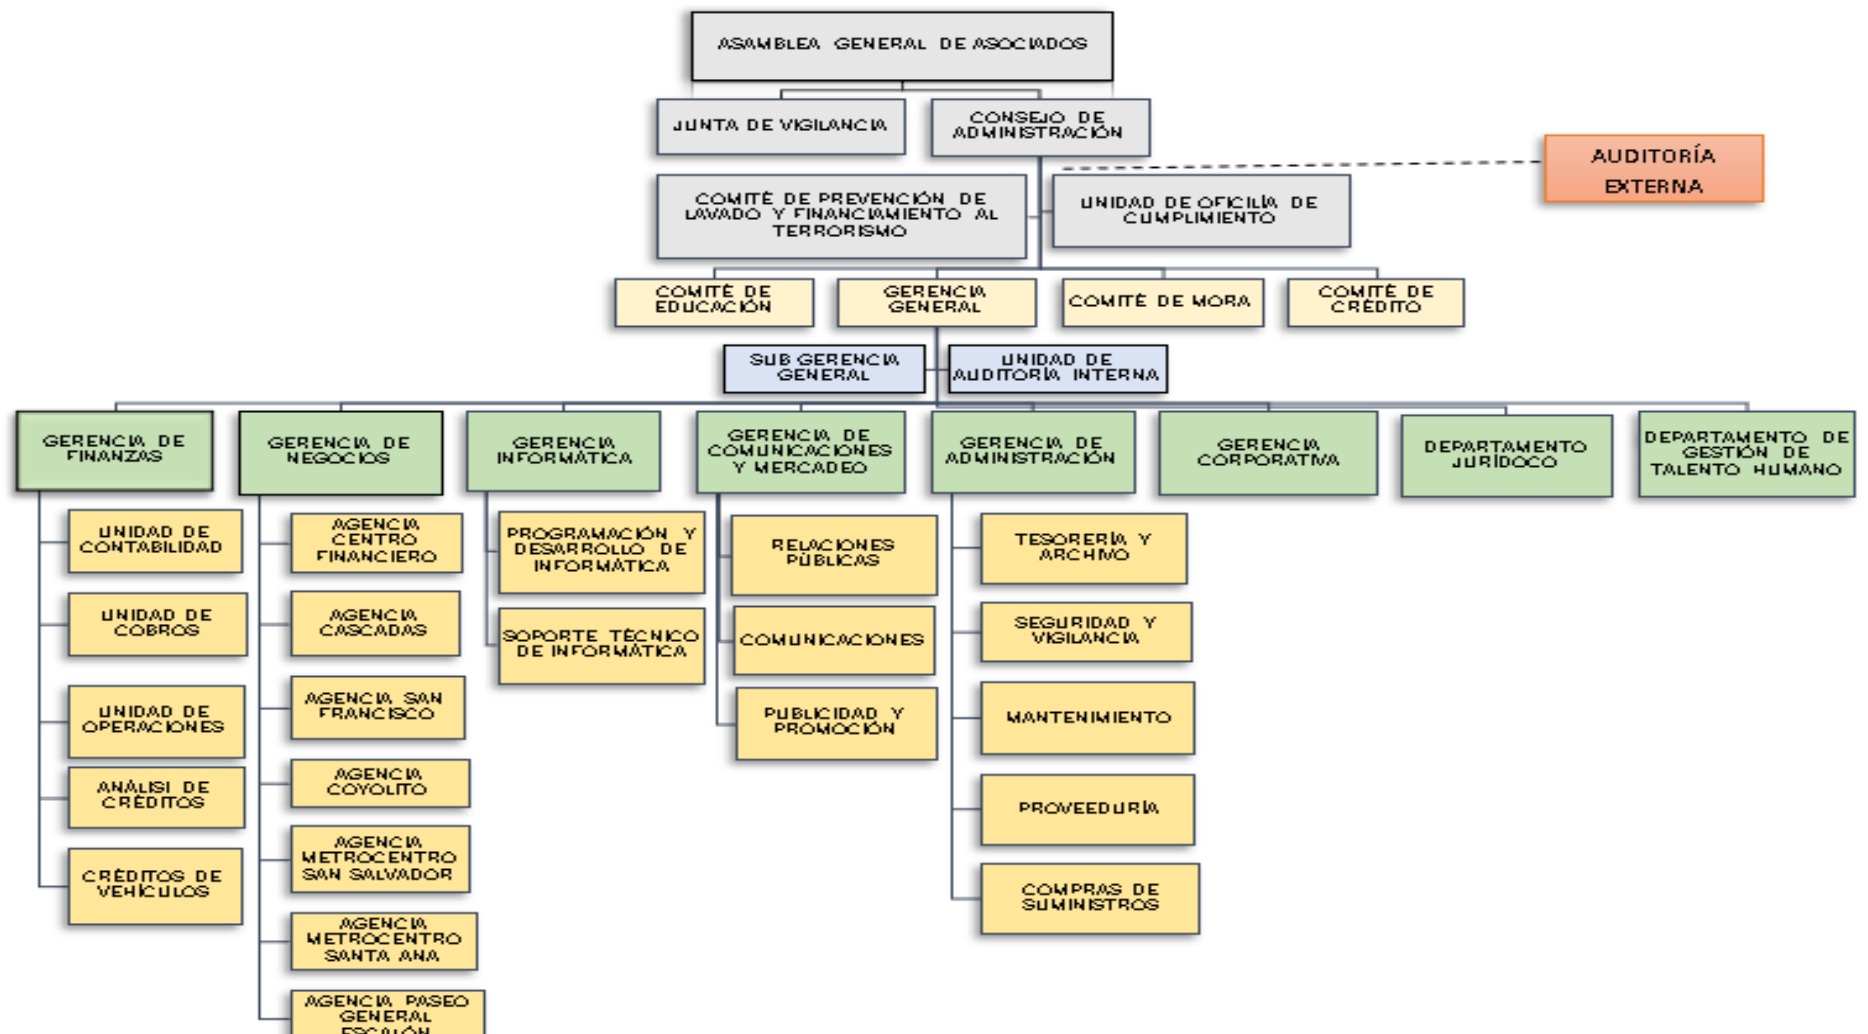 ASAMBLEA GENERAL DE ASOCIADOS
JUNTA DE VIGILANCIA
CONSEJO DE
ADMINISTRACIÓN
AUDITORÍA
EXTERNA
COMITÉ DE PREVENCIÓN DE
LAVADO Y FINANCIAMIENTO AL
TERRORISMO
UNIDAD DE OFICILÍA DE
CUMPLIMIENTO
COMITÉ DE
EDUCACIÓN
GERENCIA
GENERAL
COMITÉ DE MORA
COMITÉ DE
CRÉDITO
SUB GERENCIA
GENERAL
UNIDAD DE
AUDITORÍA INTERNA
GERENCIA DE
FINANZAS
GERENCIA DE
NEGOCIOS
GERENCIA
INFORMÁTICA
GERENCIA DE
COMUNICACIONES
Y MERCADEO
GERENCIA DE
ADMINISTRACIÓN
GERENCIA
CORPORATIVA
DEPARTAMENTO
JURÍDOCO
DEPARTAMENTO DE
GESTIÓN DE
TALENTO HUMANO
UNIDAD DE
CONTABILIDAD
UNIDAD DE
COBROS
UNIDAD DE
OPERACIONES
ANÁLISI DE
CRÉDITOS
CRÉDITOS DE
VEHÍCULOS
AGENCIA
CENTRO
FINANCIERO
AGENCIA
CASCADAS
AGENCIA SAN
FRANCISCO
AGENCIA
COYOLITO
AGENCIA
METROCENTRO
SAN SALVADOR
AGENCIA
METROCENTRO
SANTA ANA
AGENCIA PASEO
GENERAL
ESCALÓN
PROGRAMACIÓN Y
DESARROLLO DE
INFORMÁTICA
SOPORTE TÉCNICO
DE INFORMÁTICA
RELACIONES
PÚBLICAS
COMUNICACIONES
PUBLICIDAD Y
PROMOCIÓN
TESORERÍA Y
ARCHIVO
SEGURIDAD Y
VIGILANCIA
MANTENIMIENTO
PROVEEDURÍA
COMPRAS DE
SUMINISTROS